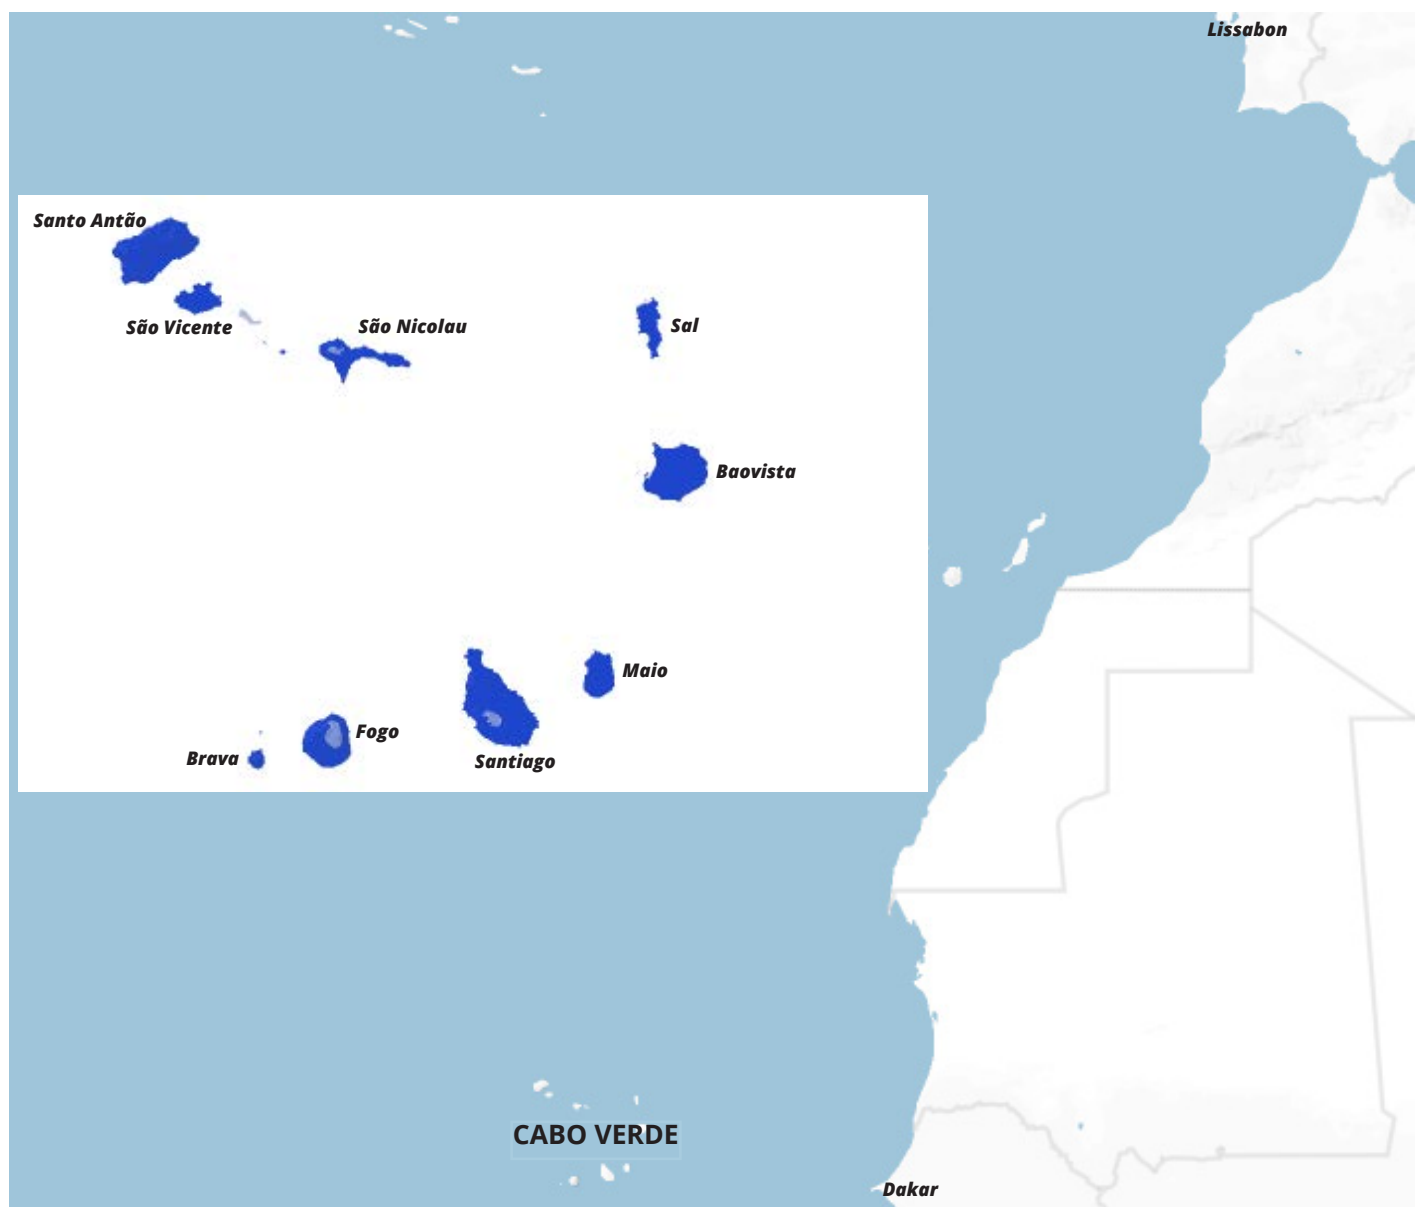 Lissabon
Santo Antão
São Vicente
São Nicolau
Sal
Baovista
Maio
Fogo
Brava
Santiago
CABO VERDE
Dakar